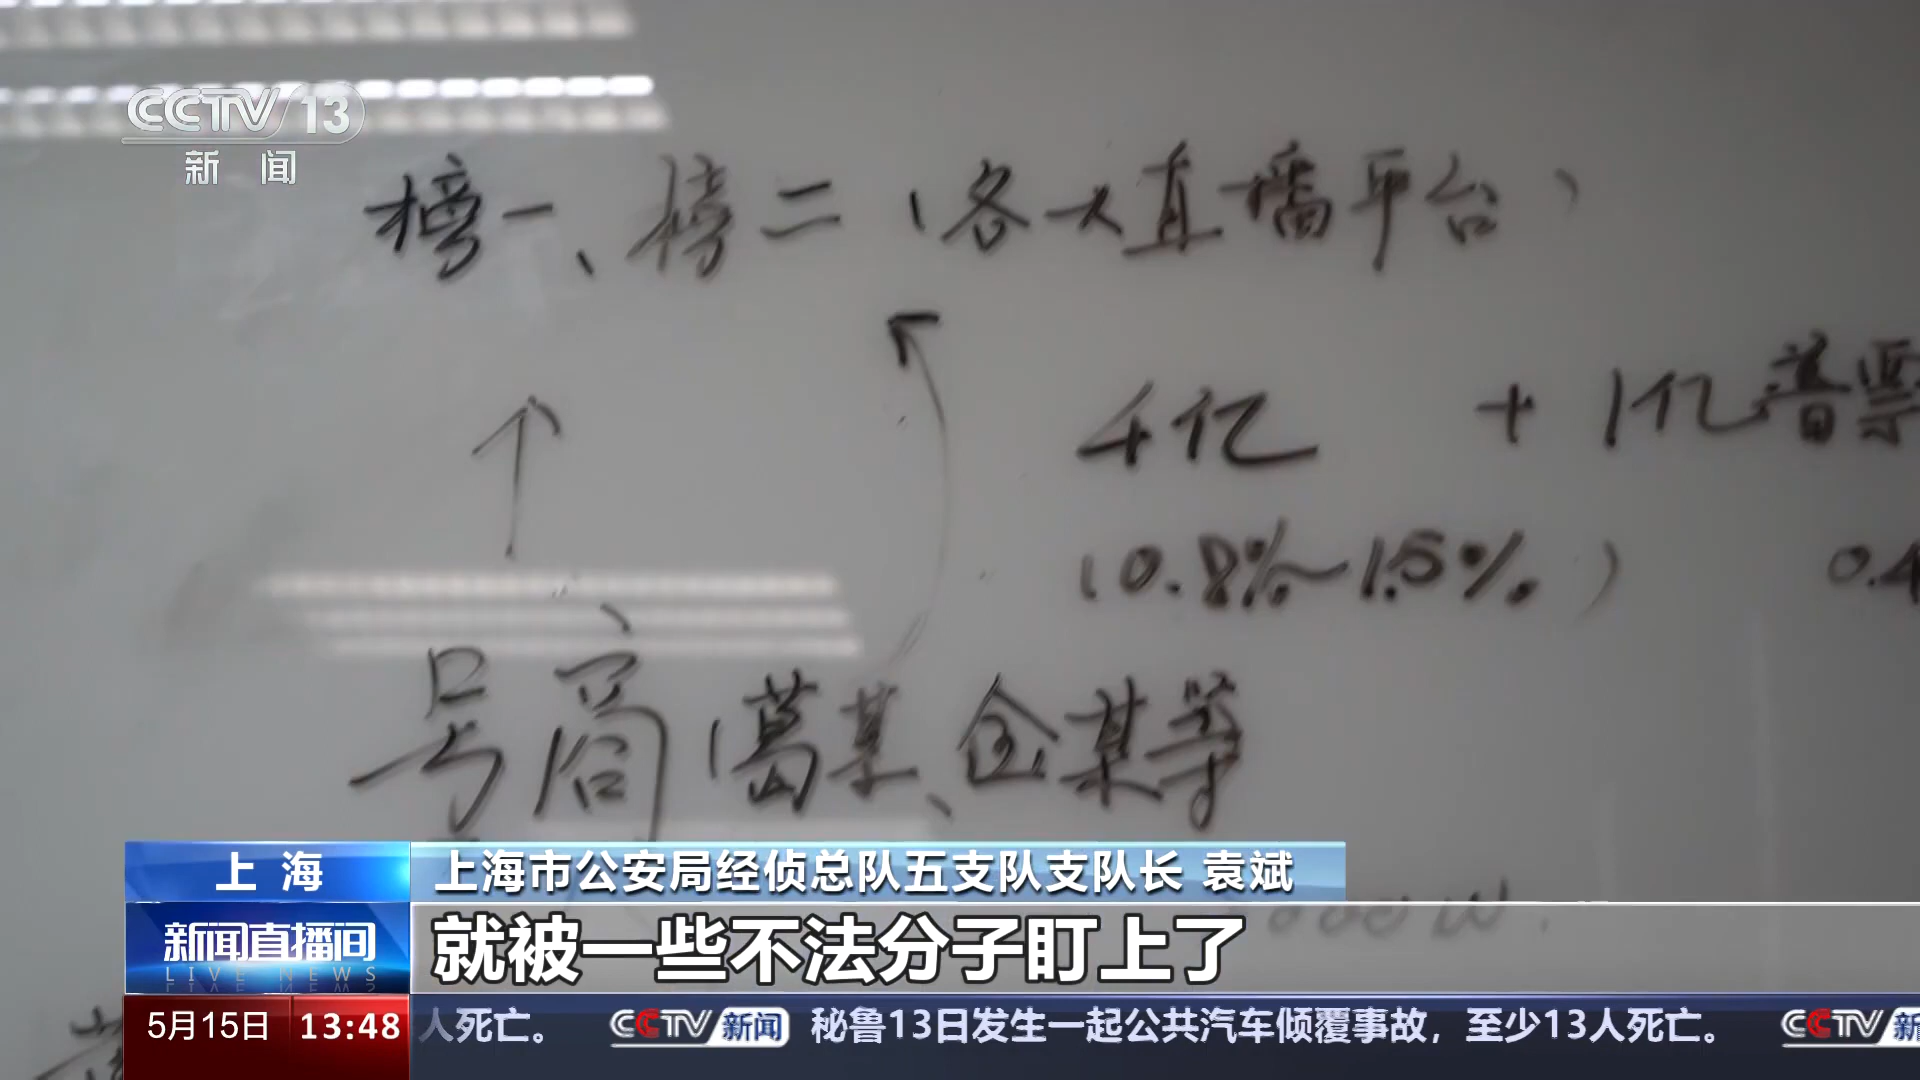 CCTV 13
新闻
榜一、榜二（各大直播平台）
4亿 + 1亿普票
（0.8%~1.5%） 0.4
号商（葛某、金某等
000W.
上海 上海市公安局经侦总队五支队支队长 袁斌
新闻直播间 就被一些不法分子盯上了
LIVE NEWS
5月15日 13:48 人死亡。 CCTV新闻 秘鲁13日发生一起公共汽车倾覆事故，至少13人死亡。 CCTV新